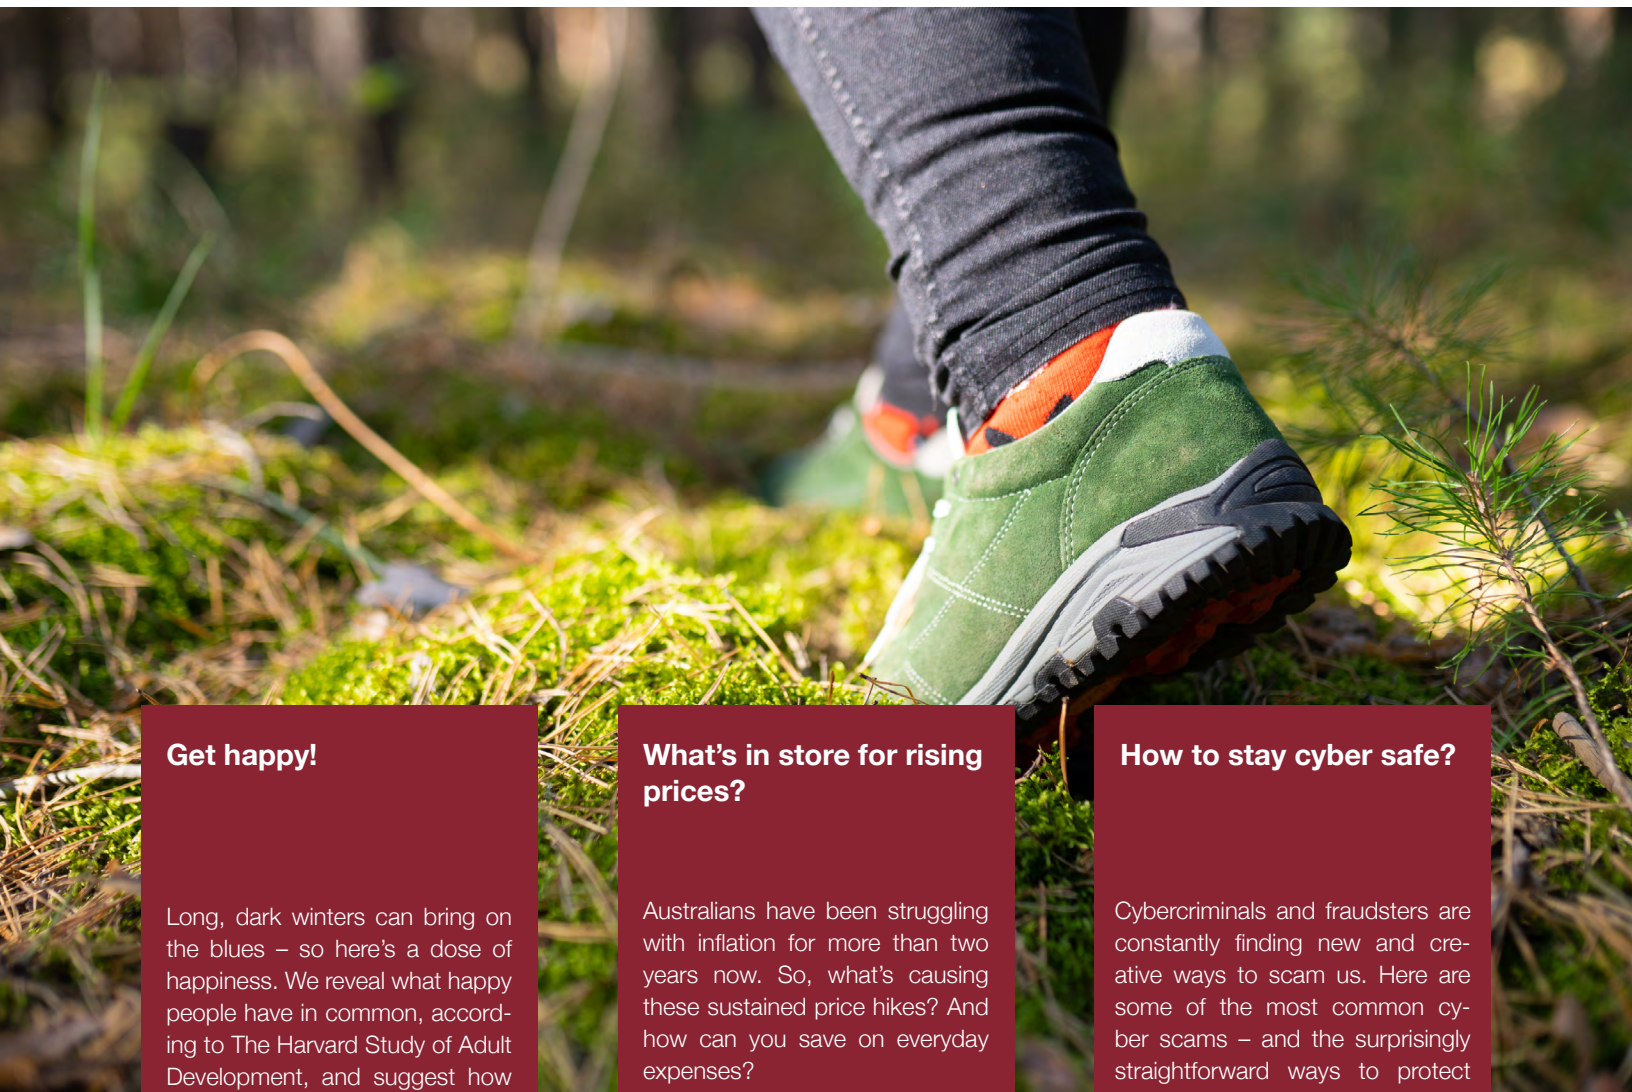 Get happy!
Long, dark winters can bring on
the blues – so here’s a dose of
happiness. We reveal what happy
people have in common, accord-
ing to The Harvard Study of Adult
Development, and suggest how
What’s in store for rising
prices?
Australians have been struggling
with inflation for more than two
years now. So, what’s causing
these sustained price hikes? And
how can you save on everyday
expenses?
How to stay cyber safe?
Cybercriminals and fraudsters are
constantly finding new and cre-
ative ways to scam us. Here are
some of the most common cy-
ber scams – and the surprisingly
straightforward ways to protect